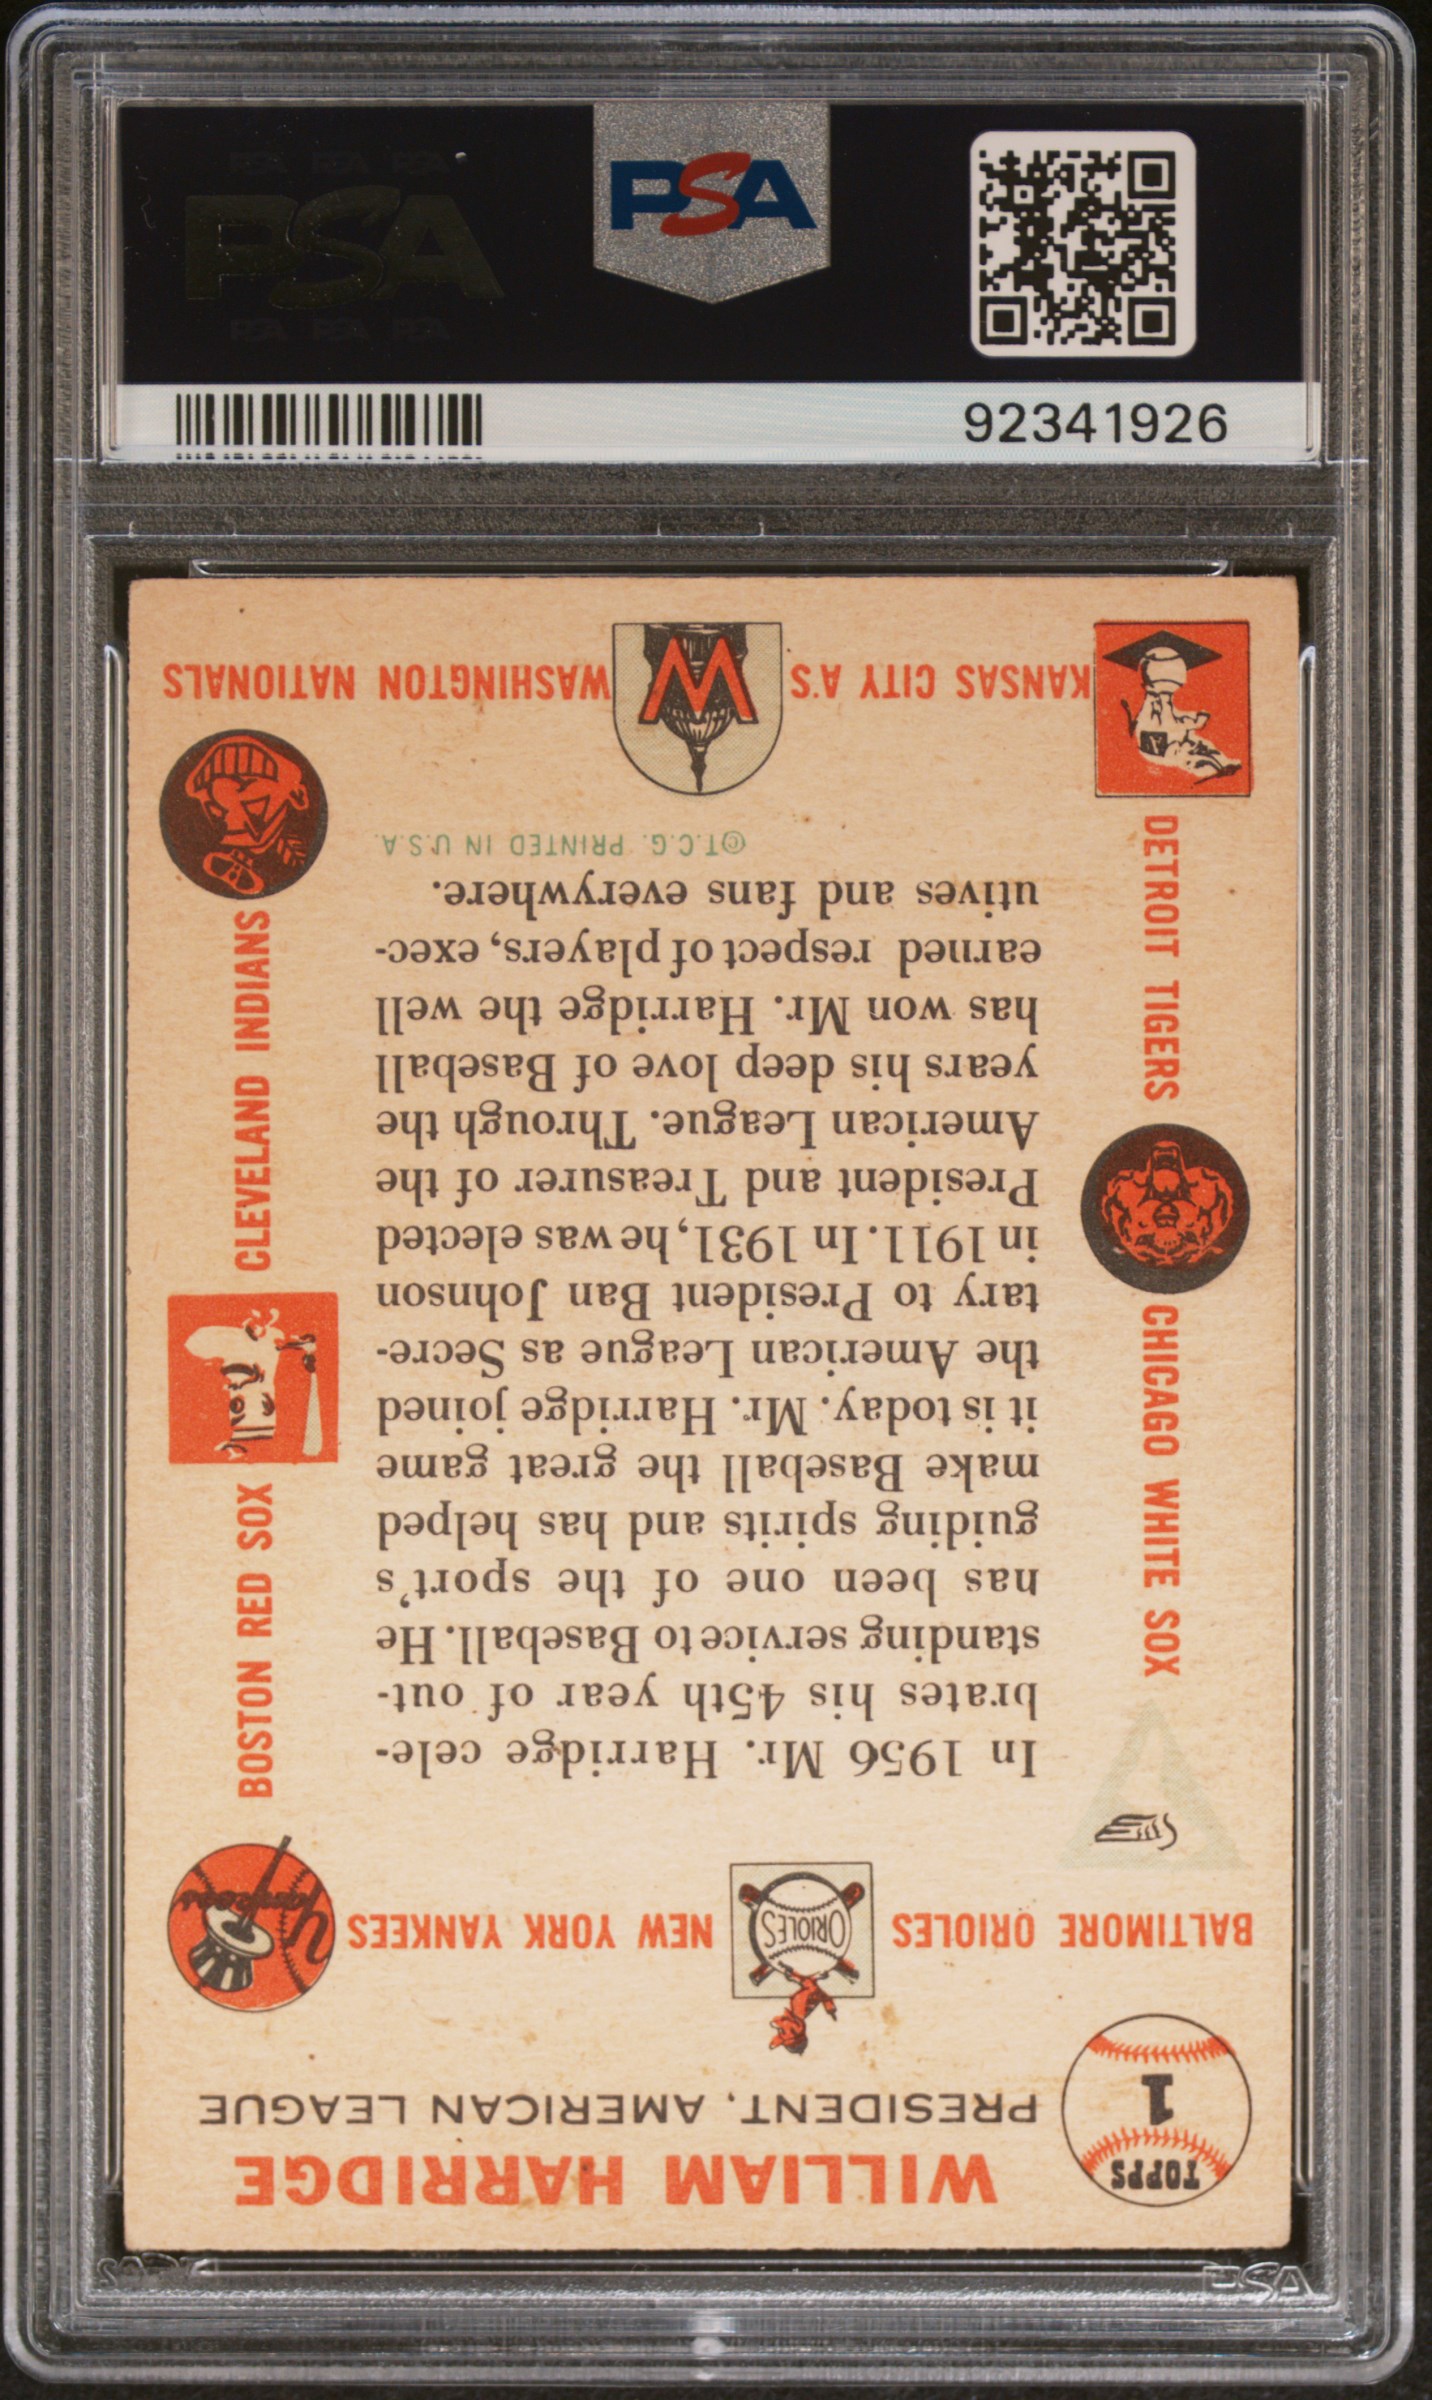 PSA
PSA
92341926
TOPPS
1
WILLIAM HARRIDGE
PRESIDENT, AMERICAN LEAGUE
BALTIMORE ORIOLES
ORIOLES
NEW YORK YANKEES
Yankees
In 1956 Mr. Harridge cele-
brates his 45th year of out-
standing service to Baseball. He
has been one of the sport's
guiding spirits and has helped
make Baseball the great game
it is today. Mr. Harridge joined
the American League as Secre-
tary to President Ban Johnson
in 1911. In 1931, he was elected
President and Treasurer of the
American League. Through the
years his deep love of Baseball
has won Mr. Harridge the well
earned respect of players, exec-
utives and fans everywhere.
©T.C.G. PRINTED IN U.S.A.
CHICAGO WHITE SOX
DETROIT TIGERS
BOSTON RED SOX
CLEVELAND INDIANS
KANSAS CITY A'S
W
WASHINGTON NATIONALS
PSA
PSA